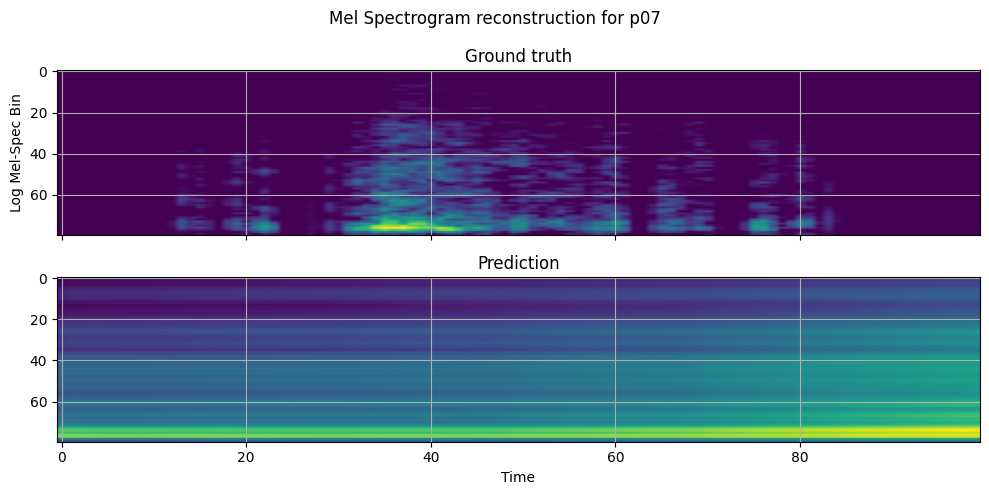 Mel Spectrogram reconstruction for p07
Ground truth
Log Mel-Spec Bin
0
20
40
60
Prediction
0
20
40
60
0 20 40 60 80
Time